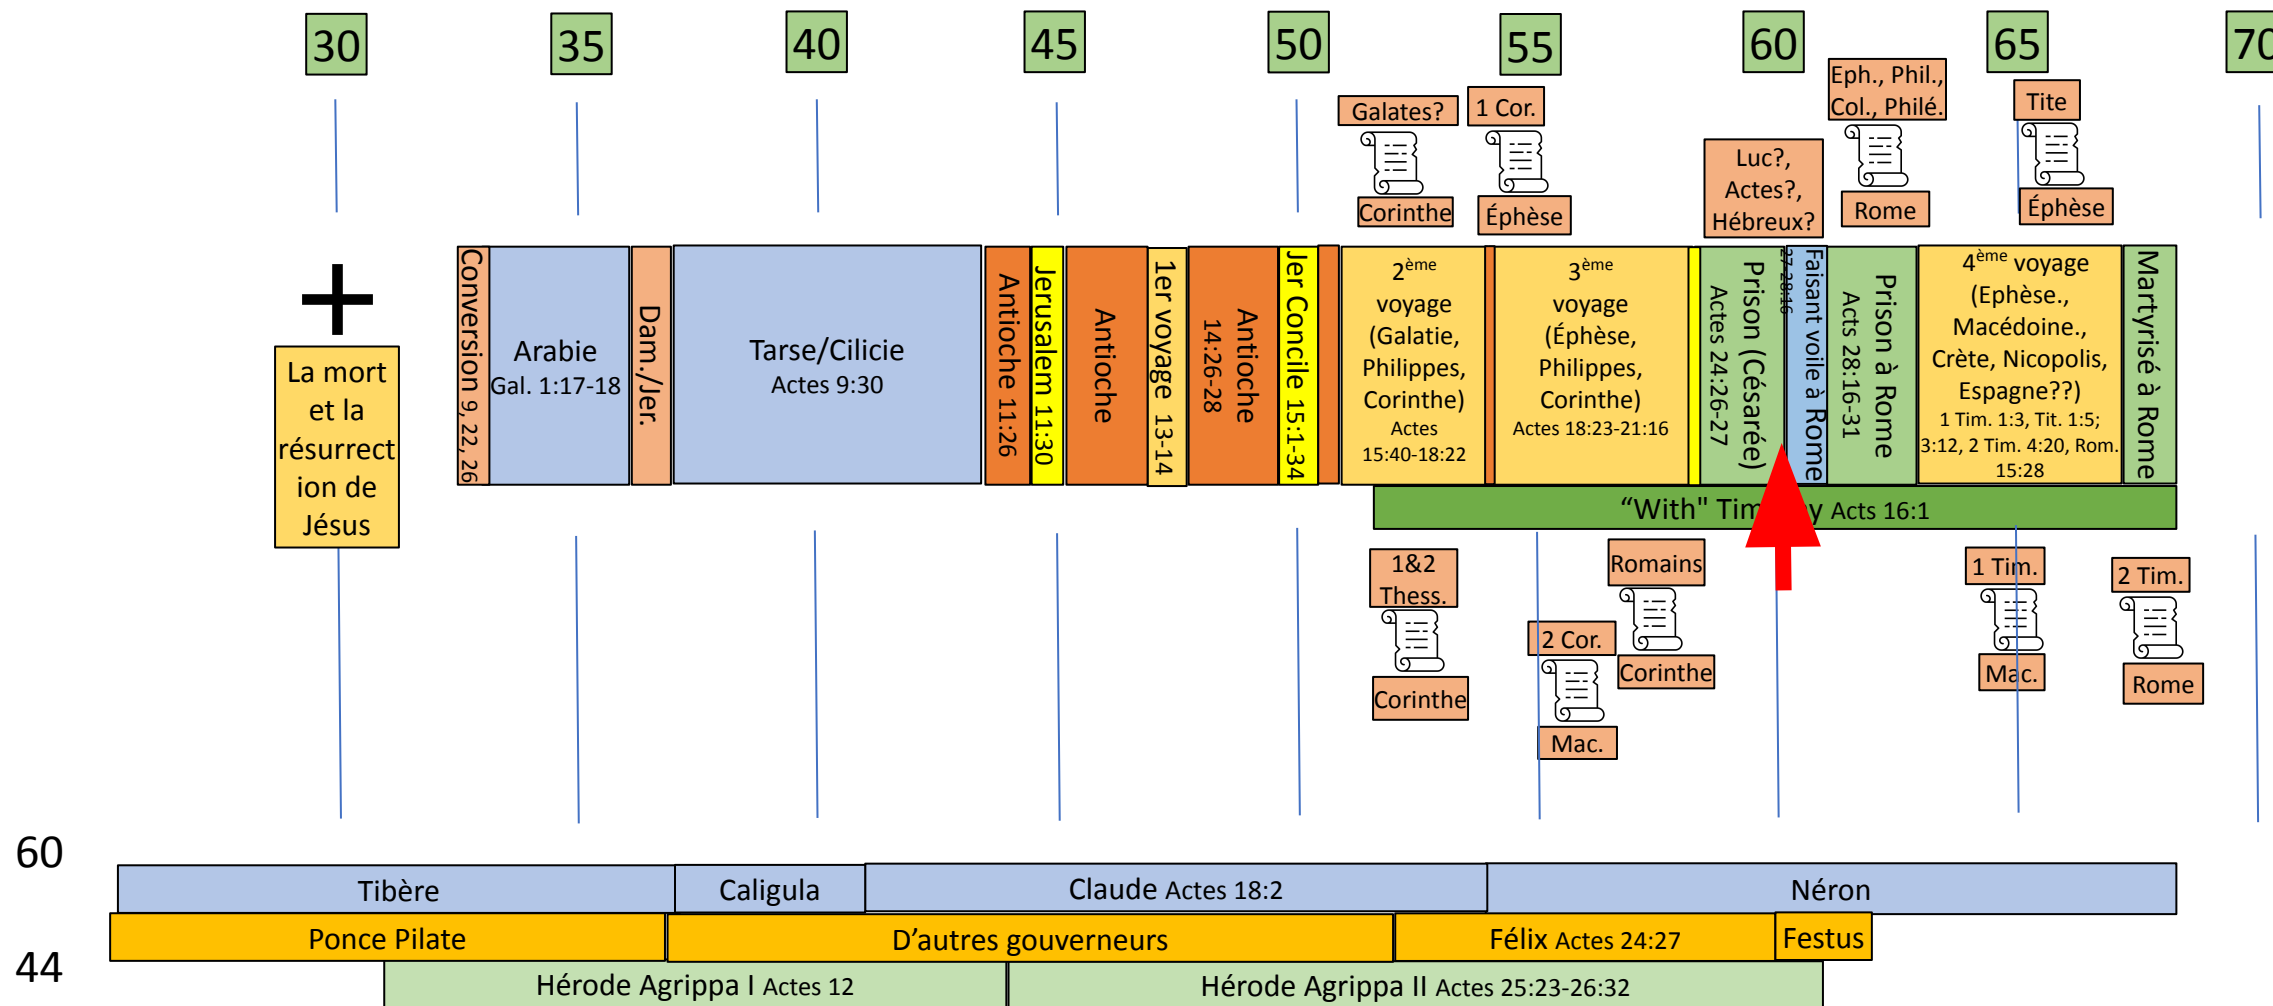 30
35
40
45
50
55
60
65
70
Galates?
Corinthe
1 Cor.
Éphèse
Luc?,
Actes?,
Hébreux?
Eph., Phil.,
Col., Philé.
Rome
Tite
Éphèse
La mort
et la
résurrect
ion de
Jésus
Conversion 9, 22, 26
Arabie
Gal. 1:17-18
Dam./Jer.
Tarse/Cilicie
Actes 9:30
Antioche 11:26
Jerusalem 11:30
Antioche
1er voyage 13-14
Antioche
14:26-28
Jer Concile 15:1-34
2ème
voyage
(Galatie,
Philippes,
Corinthe)
Actes
15:40-18:22
3ème
voyage
(Éphèse,
Philippes,
Corinthe)
Actes 18:23-21:16
Prison (Césarée)
Actes 24:26-27
Faisant voile à Rome
27-28:16
Prison à Rome
Acts 28:16-31
4ème voyage
(Ephèse.,
Macédoine.,
Crète, Nicopolis,
Espagne??)
1 Tim. 1:3, Tit. 1:5;
3:12, 2 Tim. 4:20, Rom.
15:28
Martyrisé à Rome
“With" Tim y Acts 16:1
1&2
Thess.
Corinthe
2 Cor.
Mac.
Romains
Corinthe
1 Tim.
Mac.
2 Tim.
Rome
60
Tibère
Caligula
Claude Actes 18:2
Néron
Ponce Pilate
D’autres gouverneurs
Félix Actes 24:27
Festus
44
Hérode Agrippa I Actes 12
Hérode Agrippa II Actes 25:23-26:32